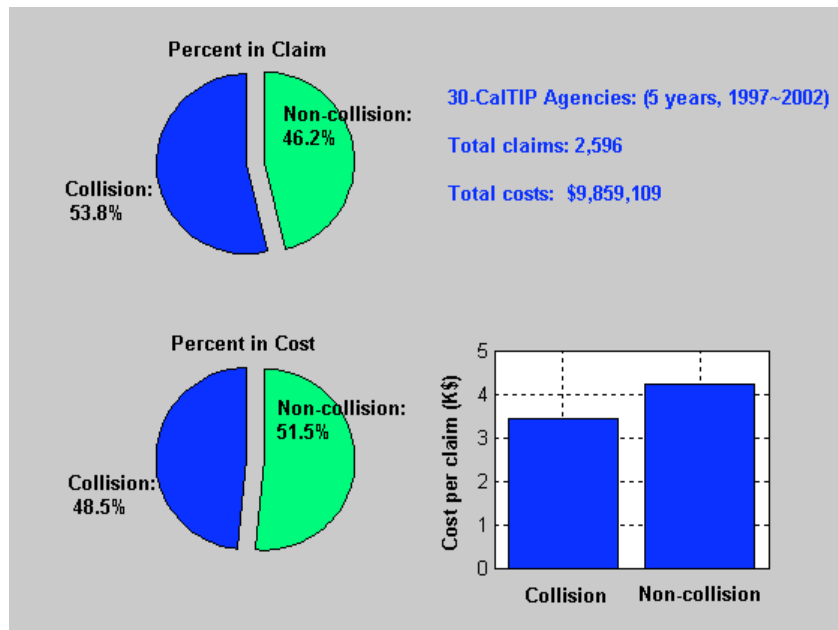 Percent in Claim
Non-collision:
46.2%
Collision:
53.8%
30-CalTIP Agencies: (5 years, 1997~2002)
Total claims: 2,596
Total costs: $9,859,109
Percent in Cost
Non-collision:
51.5%
Collision:
48.5%
Cost per claim (K$)
5
4
3
2
1
0
Collision
Non-collision